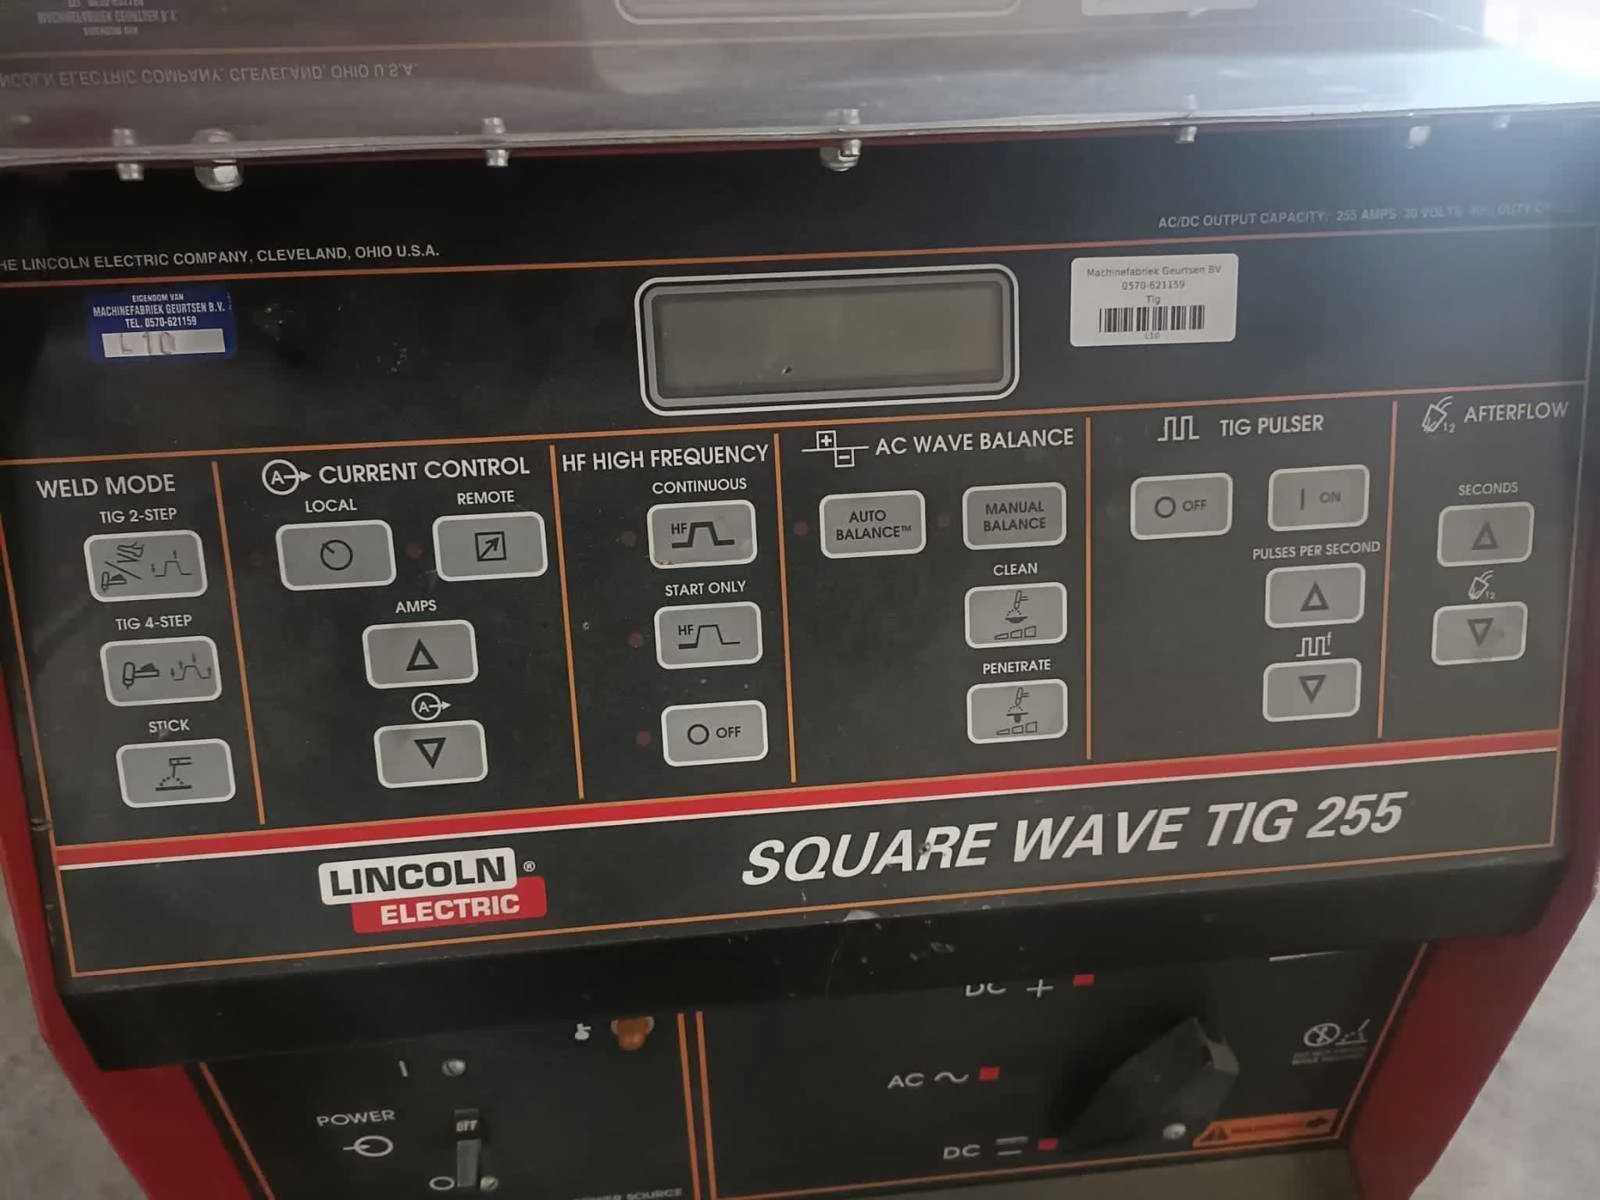 LINCOLN ELECTRIC COMPANY, CLEVELAND, OHIO U.S.A.
THE LINCOLN ELECTRIC COMPANY, CLEVELAND, OHIO U.S.A.
AC/DC OUTPUT CAPACITY: 255 AMPS 30 VOLTS
EIGENDOM VAN
MACHINEFABRIEK GEURTSEN B.V.
TEL. 0570-621159
L10
Machinefabriek Geurtsen BV
0570-621159
Tig
L10
WELD MODE
TIG 2-STEP
TIG 4-STEP
STICK
A CURRENT CONTROL
LOCAL
REMOTE
AMPS
A
HF HIGH FREQUENCY
CONTINUOUS
HF
START ONLY
HF
OFF
AC WAVE BALANCE
AUTO
BALANCE™
MANUAL
BALANCE
CLEAN
PENETRATE
TIG PULSER
OFF
ON
PULSES PER SECOND
f
AFTERFLOW
SECONDS
LINCOLN ®
ELECTRIC
SQUARE WAVE TIG 255
POWER
OFF
DC +
AC ~
DC
SOURCE